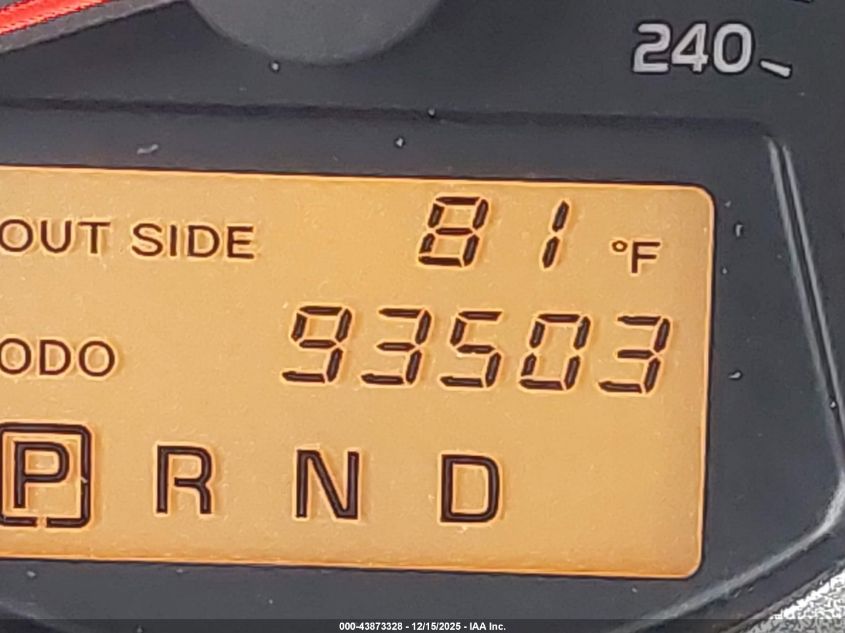 240
OUT SIDE 81 °F
ODO 93503
P R N D
000-43873328 - 12/15/2025 - IAA Inc.